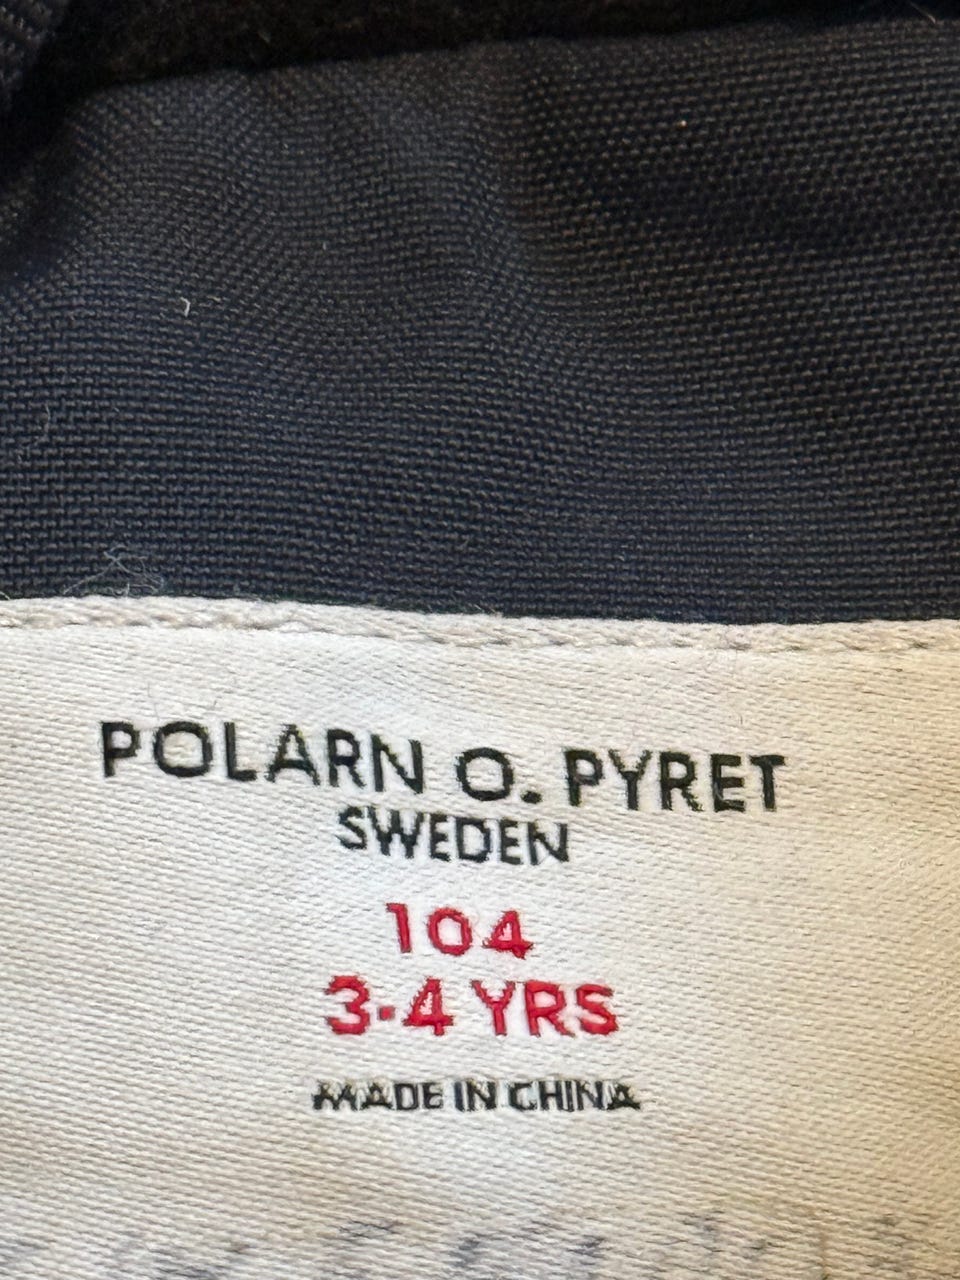 POLARN O. PYRET
SWEDEN
104
3-4 YRS
MADE IN CHINA